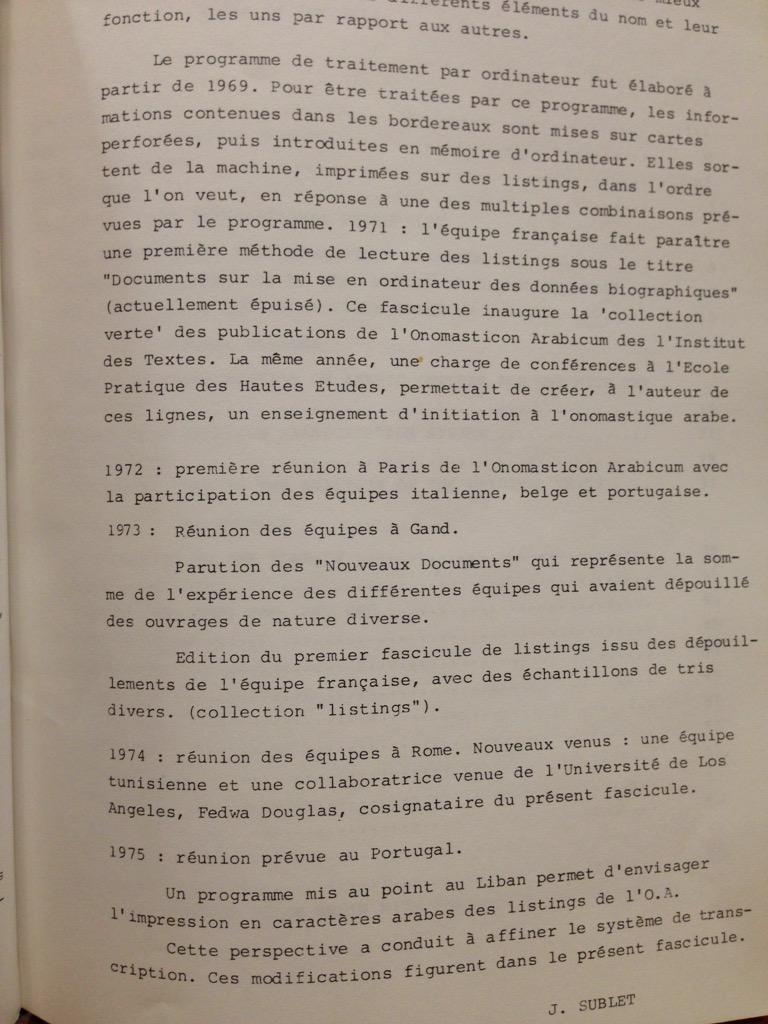 différents éléments du nom et leur
fonction, les uns par rapport aux autres.
Le programme de traitement par ordinateur fut élaboré à
partir de 1969. Pour être traitées par ce programme, les infor-
mations contenues dans les bordereaux sont mises sur cartes
perforées, puis introduites en mémoire d'ordinateur. Elles sor-
tent de la machine, imprimées sur des listings, dans l'ordre
que l'on veut, en réponse à une des multiples combinaisons pré-
vues par le programme. 1971 : l'équipe française fait paraître
une première méthode de lecture des listings sous le titre
"Documents sur la mise en ordinateur des données biographiques"
(actuellement épuisé). Ce fascicule inaugure la 'collection
verte' des publications de l'Onomasticon Arabicum des l'Institut
des Textes. La même année, une charge de conférences à l'Ecole
Pratique des Hautes Etudes, permettait de créer, à l'auteur de
ces lignes, un enseignement d'initiation à l'onomastique arabe.
1972 : première réunion à Paris de l'Onomasticon Arabicum avec
la participation des équipes italienne, belge et portugaise.
1973 : Réunion des équipes à Gand.
Parution des "Nouveaux Documents" qui représente la som-
me de l'expérience des différentes équipes qui avaient dépouillé
des ouvrages de nature diverse.
Edition du premier fascicule de listings issu des dépouil-
lements de l'équipe française, avec des échantillons de tris
divers. (collection "listings").
1974 : réunion des équipes à Rome. Nouveaux venus : une équipe
tunisienne et une collaboratrice venue de l'Université de Los
Angeles, Fedwa Douglas, cosignataire du présent fascicule.
1975 : réunion prévue au Portugal.
Un programme mis au point au Liban permet d'envisager
l'impression en caractères arabes des listings de l'O.A.
Cette perspective a conduit à affiner le système de trans-
cription. Ces modifications figurent dans le présent fascicule.
J. SUBLET